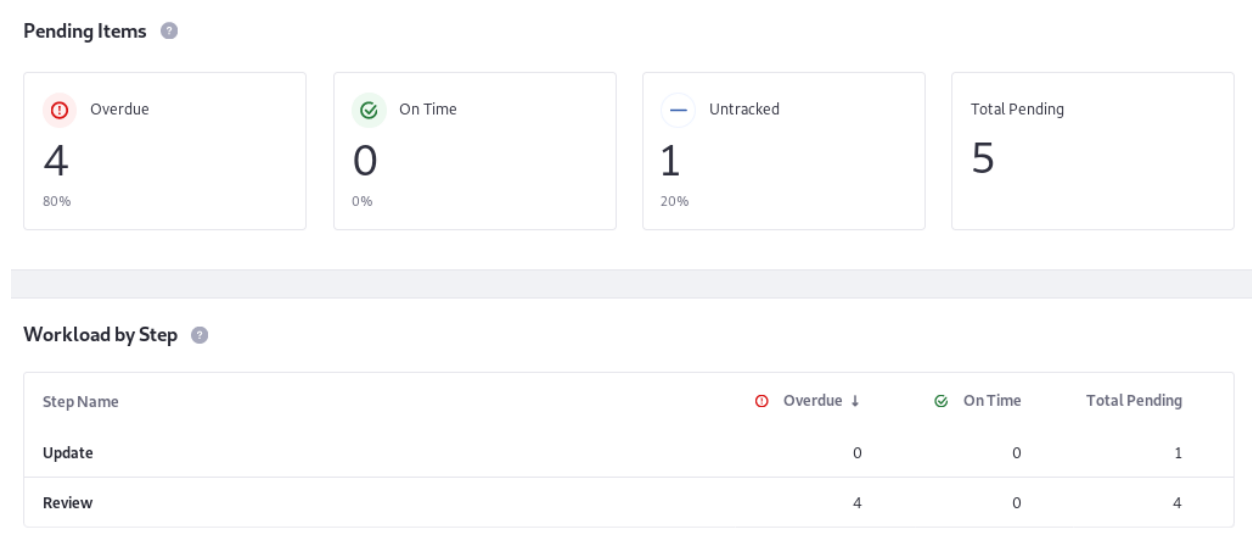 Pending Items ?
Overdue On Time Untracked Total Pending
4 0 1 5
80% 0% 20%
Workload by Step ?
Step Name Overdue ↓ On Time Total Pending
Update 0 0 1
Review 4 0 4